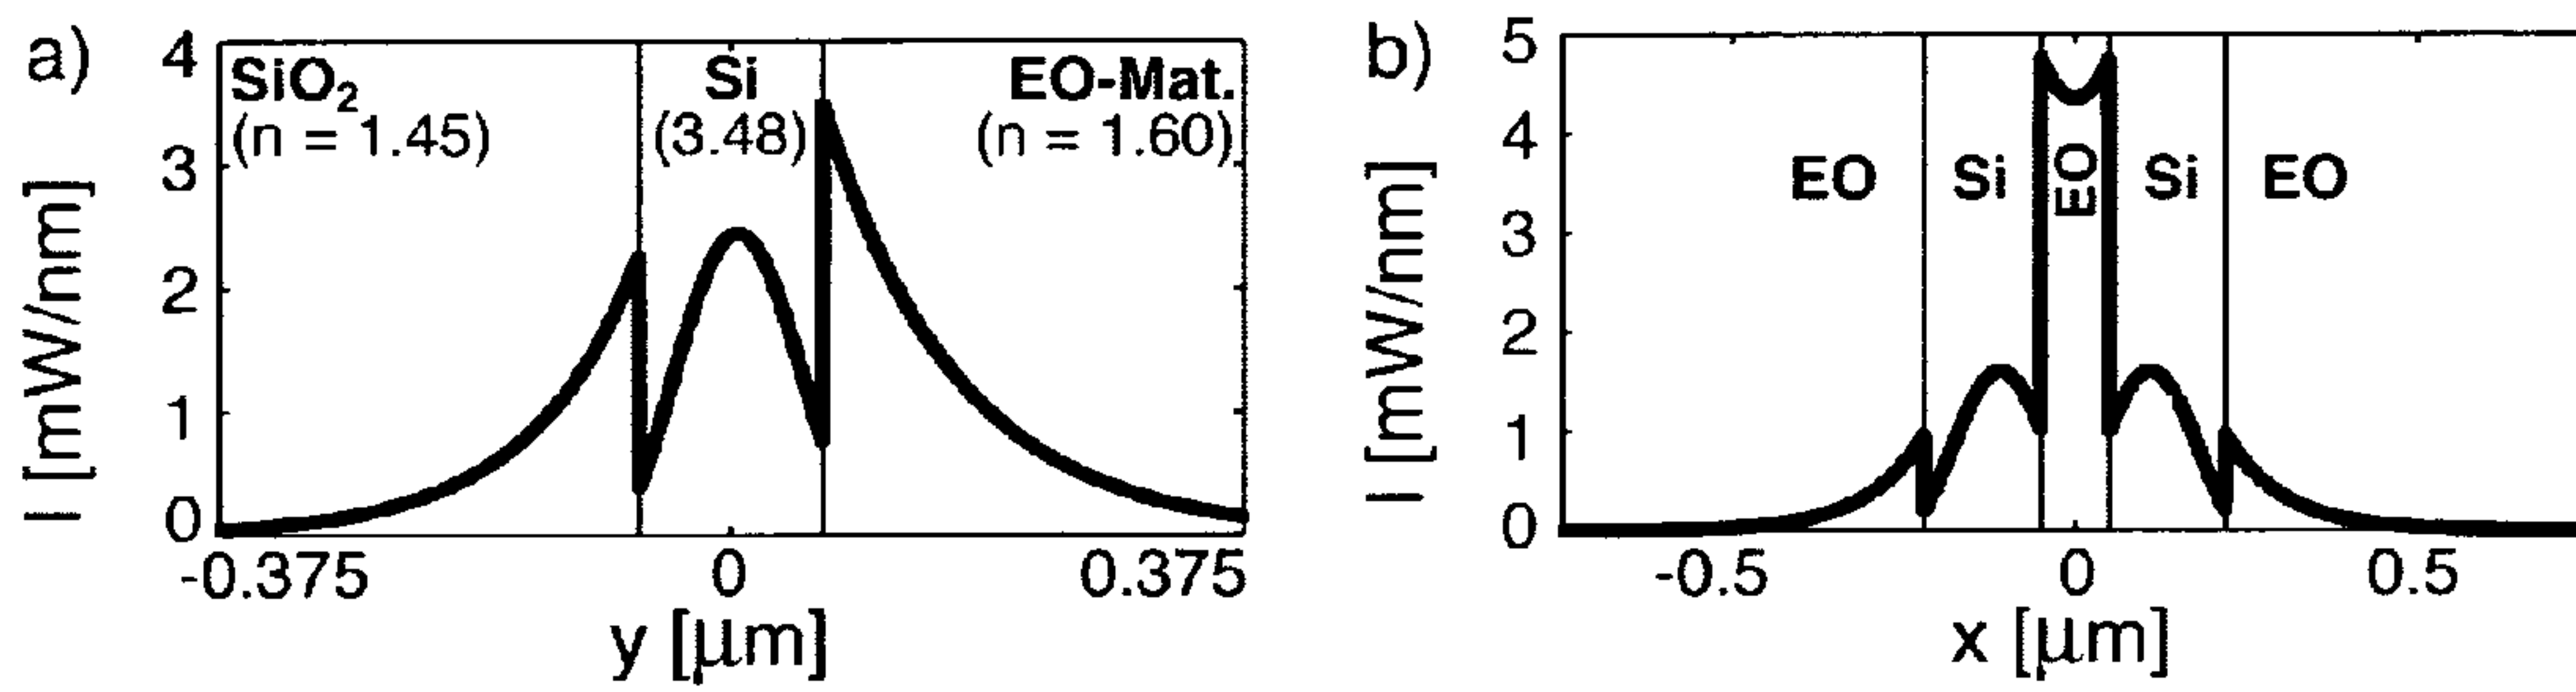 a)
I [mW/nm]
4
3
2
1
0
SiO₂
(n = 1.45)
Si
(3.48)
EO-Mat.
(n = 1.60)
-0.375 0 0.375
y [μm]
b)
I [mW/nm]
5
4
3
2
1
0
EO Si EO Si EO
-0.5 0 0.5
x [μm]